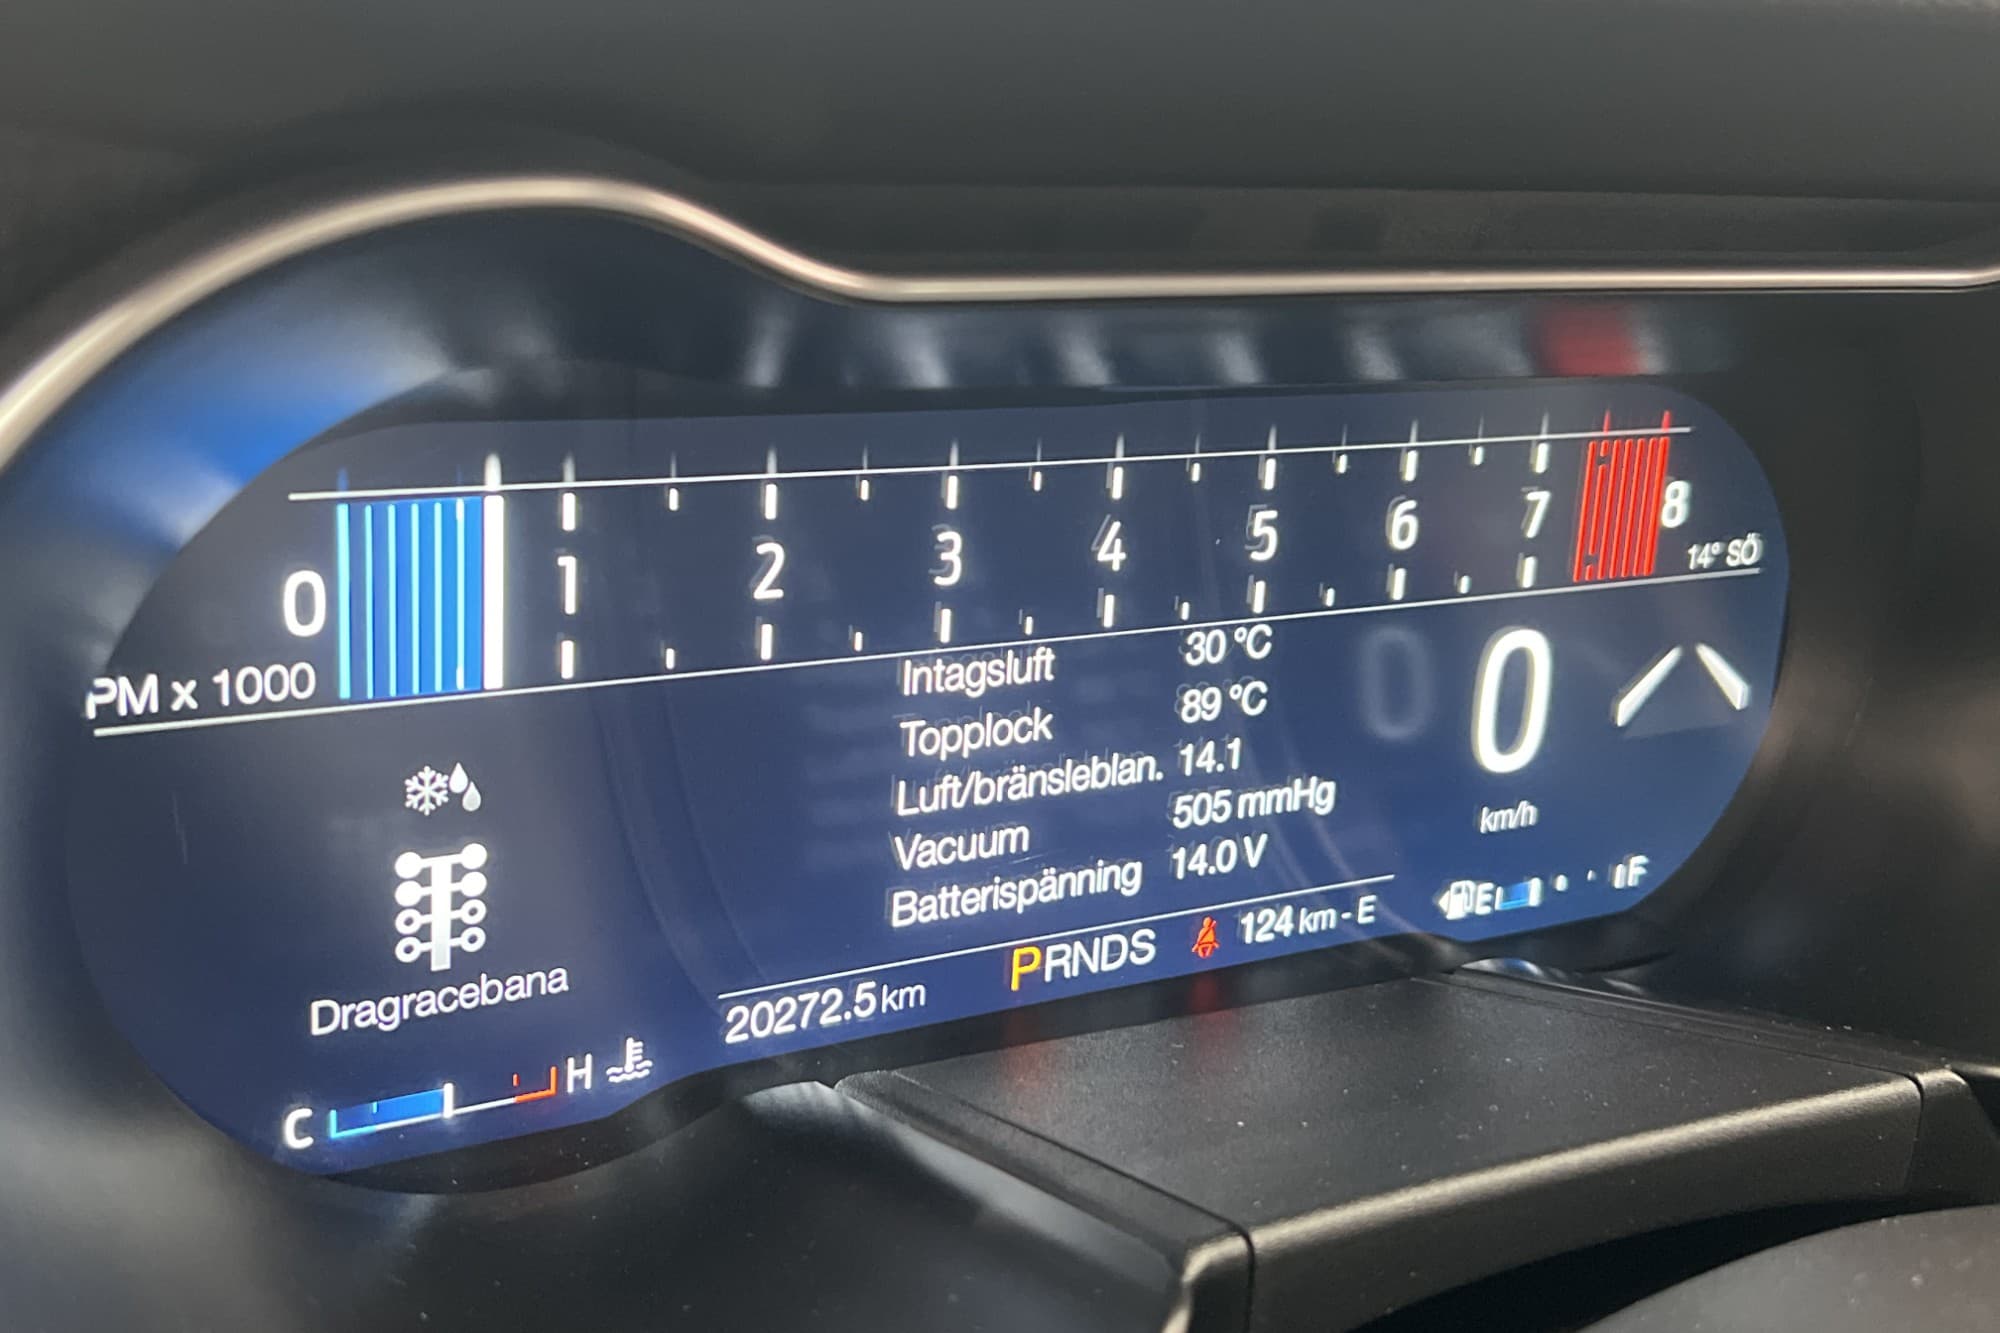 0 1 2 3 4 5 6 7 8
PM x 1000
14° SÖ
Intagsluft 30 °C
Topplock 89 °C
Luft/bränsleblan. 14.1
Vacuum 505 mmHg
Batterispänning 14.0 V
0
km/h
Dragracebana
E F
20272.5 km PRNDS 124 km - E
C H